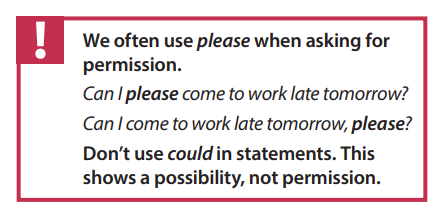 !
We often use please when asking for
permission.
Can I please come to work late tomorrow?
Can I come to work late tomorrow, please?
Don't use could in statements. This
shows a possibility, not permission.